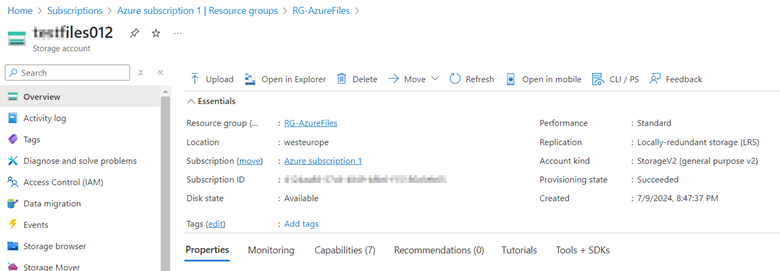 Home > Subscriptions > Azure subscription 1 | Resource groups > RG-AzureFiles >
files012
Storage account
Search
Upload Open in Explorer Delete Move Refresh Open in mobile CLI / PS Feedback
Overview
Activity log
Tags
Diagnose and solve problems
Access Control (IAM)
Data migration
Events
Storage browser
Storage Mover
Essentials
Resource group (... : RG-AzureFiles
Location : westeurope
Subscription (move) : Azure subscription 1
Subscription ID :
Disk state : Available
Tags (edit) : Add tags
Performance : Standard
Replication : Locally-redundant storage (LRS)
Account kind : StorageV2 (general purpose v2)
Provisioning state : Succeeded
Created : 7/9/2024, 8:47:37 PM
Properties Monitoring Capabilities (7) Recommendations (0) Tutorials Tools + SDKs